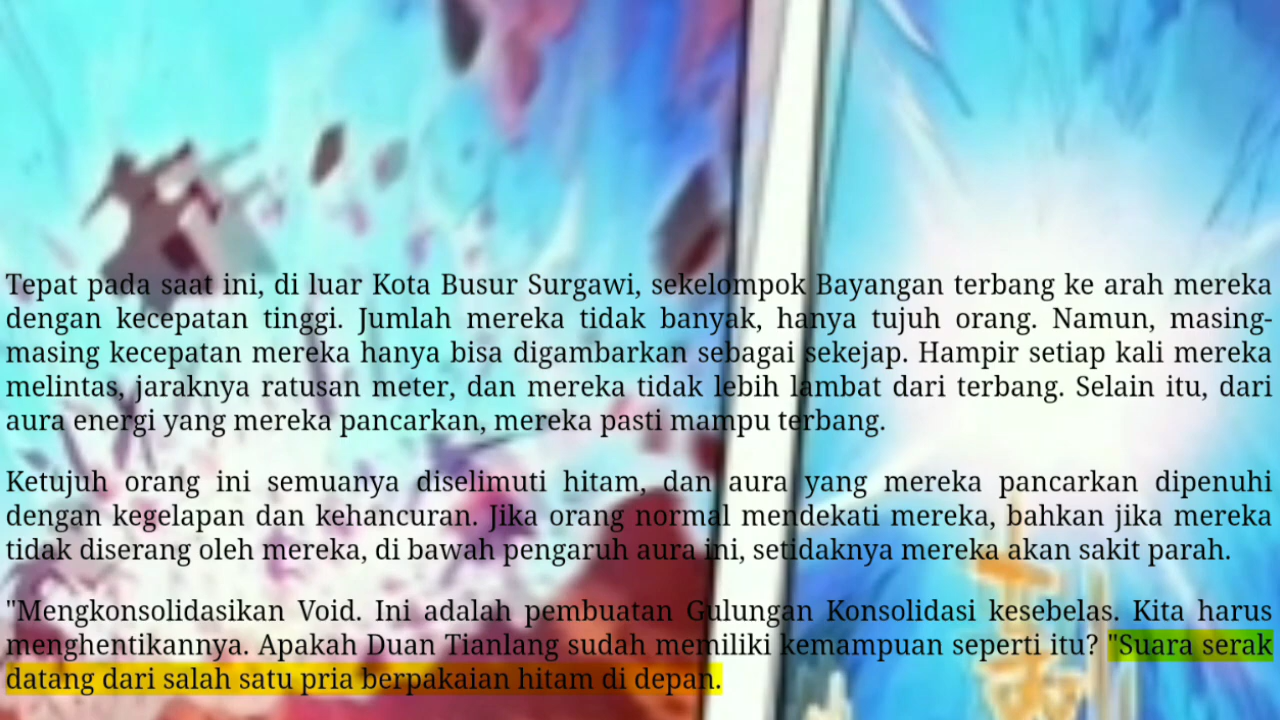 Tepat pada saat ini, di luar Kota Busur Surgawi, sekelompok Bayangan terbang ke arah mereka
dengan kecepatan tinggi. Jumlah mereka tidak banyak, hanya tujuh orang. Namun, masing-
masing kecepatan mereka hanya bisa digambarkan sebagai sekejap. Hampir setiap kali mereka
melintas, jaraknya ratusan meter, dan mereka tidak lebih lambat dari terbang. Selain itu, dari
aura energi yang mereka pancarkan, mereka pasti mampu terbang.
Ketujuh orang ini semuanya diselimuti hitam, dan aura yang mereka pancarkan dipenuhi
dengan kegelapan dan kehancuran. Jika orang normal mendekati mereka, bahkan jika mereka
tidak diserang oleh mereka, di bawah pengaruh aura ini, setidaknya mereka akan sakit parah.
"Mengkonsolidasikan Void. Ini adalah pembuatan Gulungan Konsolidasi kesebelas. Kita harus
menghentikannya. Apakah Duan Tianlang sudah memiliki kemampuan seperti itu? "Suara serak
datang dari salah satu pria berpakaian hitam di depan.